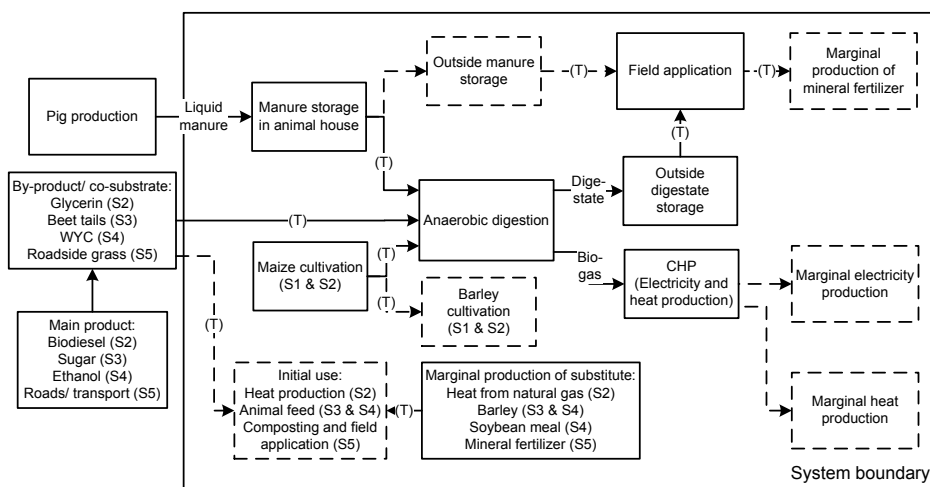 Pig production
Liquid
manure
Manure storage
in animal house
Outside manure
storage
(T)
Field application
(T)
Marginal
production of
mineral fertilizer
(T)
(T)
By-product/ co-substrate:
Glycerin (S2)
Beet tails (S3)
WYC (S4)
Roadside grass (S5)
(T)
Anaerobic digestion
Dige-
state
Outside
digestate
storage
Maize cultivation
(S1 & S2)
(T)
(T)
Bio-
gas
CHP
(Electricity and
heat production)
Marginal electricity
production
Barley
cultivation
(S1 & S2)
Main product:
Biodiesel (S2)
Sugar (S3)
Ethanol (S4)
Roads/ transport (S5)
(T)
Initial use:
Heat production (S2)
Animal feed (S3 & S4)
Composting and field
application (S5)
(T)
Marginal production of substitute:
Heat from natural gas (S2)
Barley (S3 & S4)
Soybean meal (S4)
Mineral fertilizer (S5)
Marginal heat
production
System boundary